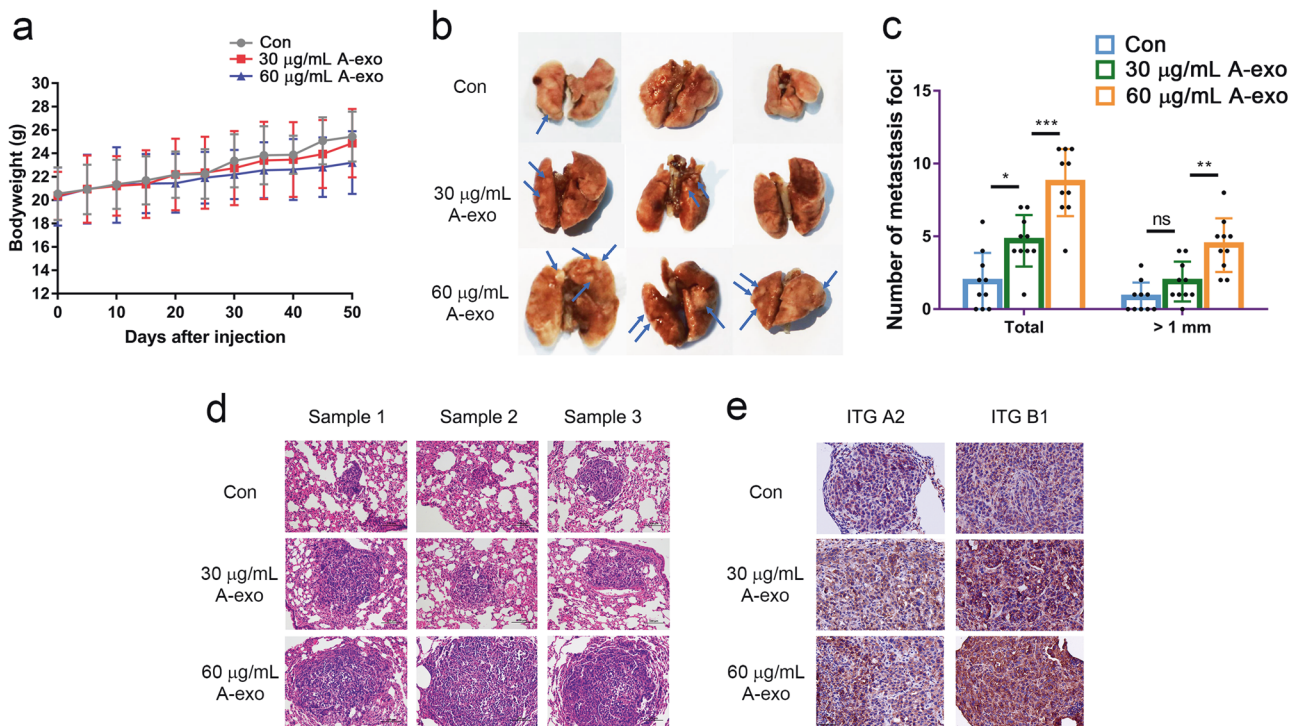 a
Con
30 μg/mL A-exo
60 μg/mL A-exo
Bodyweight (g)
30
28
26
24
22
20
18
16
14
12
0 10 20 30 40 50
Days after injection
b
Con
30 μg/mL
A-exo
60 μg/mL
A-exo
c
Con
30 μg/mL A-exo
60 μg/mL A-exo
Number of metastasis foci
15
10
5
0
*
***
ns
**
Total > 1 mm
d
Sample 1 Sample 2 Sample 3
Con
30 μg/mL
A-exo
60 μg/mL
A-exo
e
ITG A2 ITG B1
Con
30 μg/mL
A-exo
60 μg/mL
A-exo